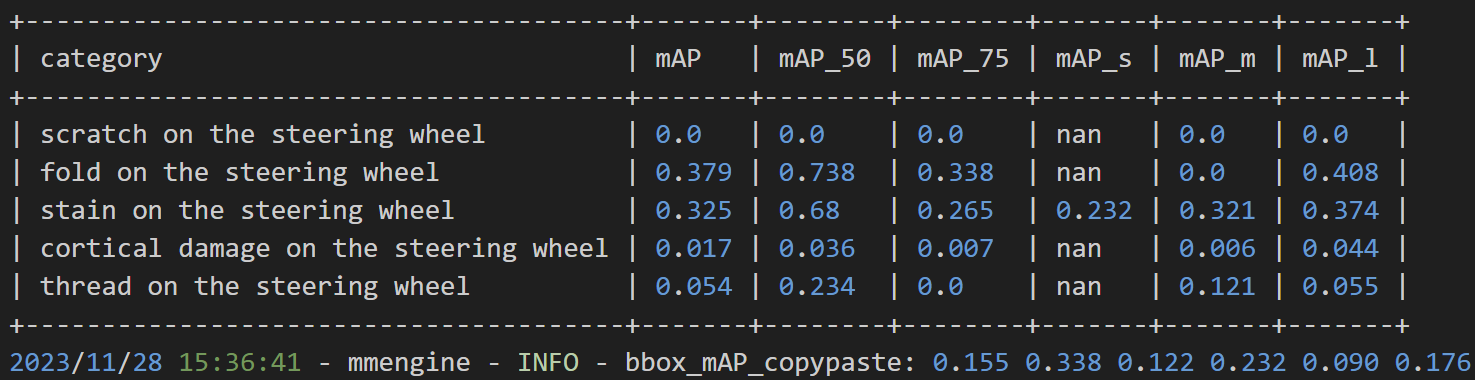 +---------------------------------------+-------+--------+--------+-------+-------+-------+
| category                              | mAP   | mAP_50 | mAP_75 | mAP_s | mAP_m | mAP_l |
+---------------------------------------+-------+--------+--------+-------+-------+-------+
| scratch on the steering wheel         | 0.0   | 0.0    | 0.0    | nan   | 0.0   | 0.0   |
| fold on the steering wheel            | 0.379 | 0.738  | 0.338  | nan   | 0.0   | 0.408 |
| stain on the steering wheel           | 0.325 | 0.68   | 0.265  | 0.232 | 0.321 | 0.374 |
| cortical damage on the steering wheel | 0.017 | 0.036  | 0.007  | nan   | 0.006 | 0.044 |
| thread on the steering wheel          | 0.054 | 0.234  | 0.0    | nan   | 0.121 | 0.055 |
+---------------------------------------+-------+--------+--------+-------+-------+-------+
2023/11/28 15:36:41 - mmengine - INFO - bbox_mAP_copypaste: 0.155 0.338 0.122 0.232 0.090 0.176